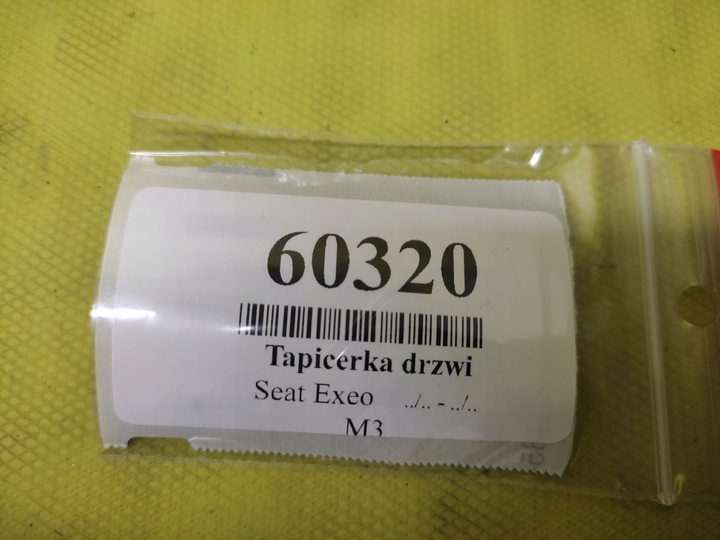 60320
Tapicerka drzwi
Seat Exeo ../.. - ../..
M3